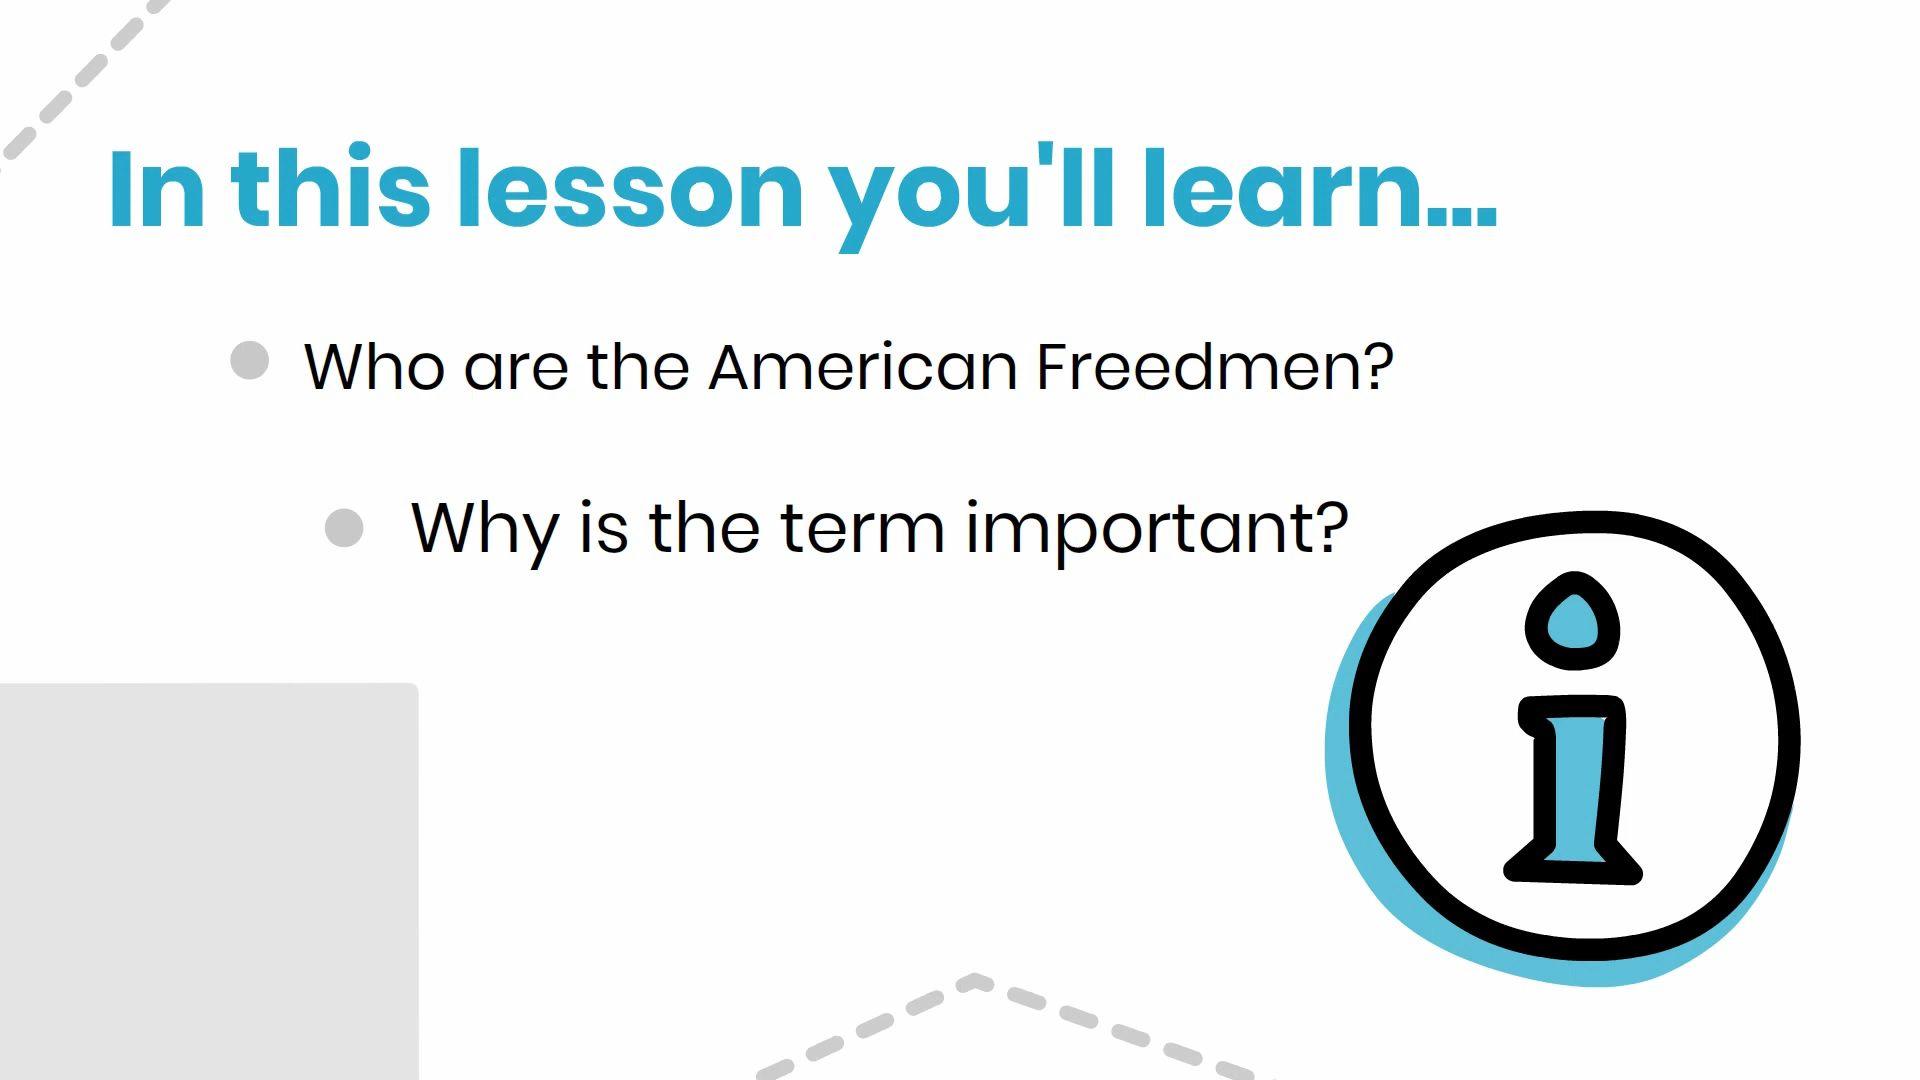 In this lesson you'll learn...
Who are the American Freedmen?
Why is the term important?